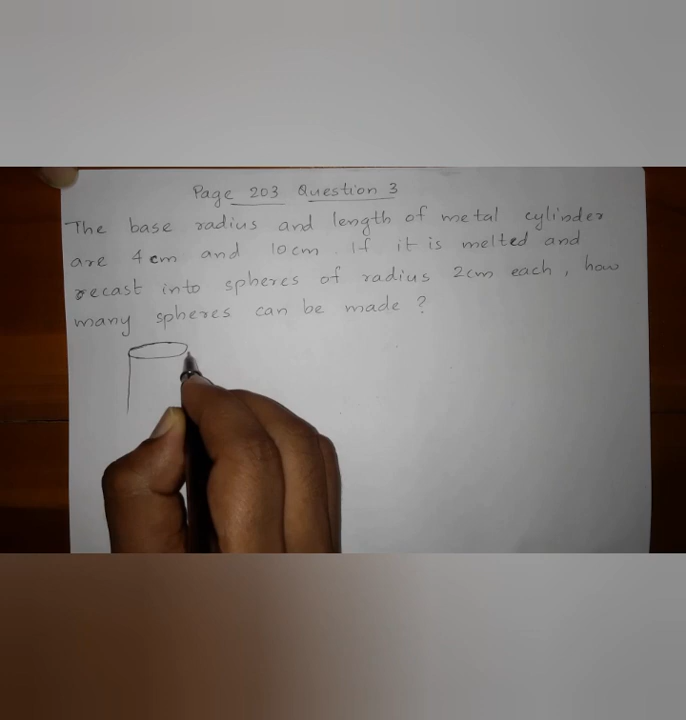 Page 203 Question 3
The base radius and length of metal cylinder
are 4 cm and 10 cm. If it is melted and
recast into spheres of radius 2cm each, how
many spheres can be made ?